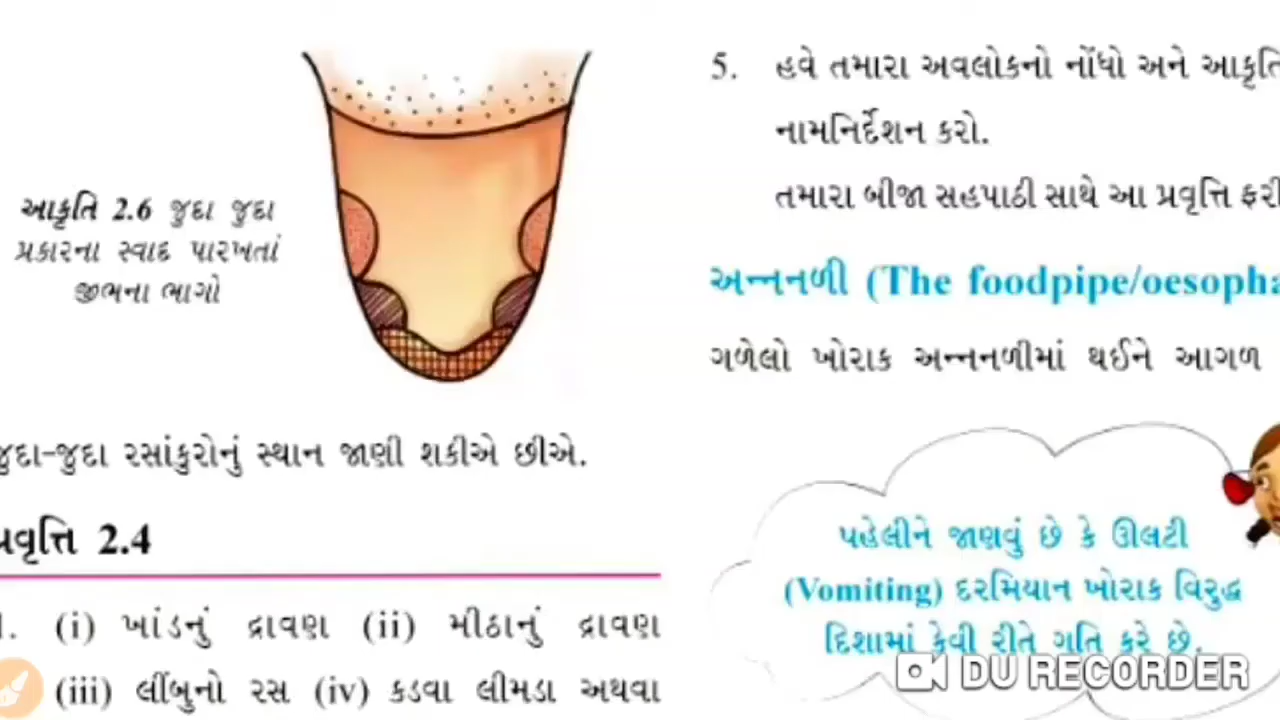 આકૃતિ 2.6 જુદા જુદા
પ્રકારના સ્વાદ પારખતાં
જીભના ભાગો
જુદા-જુદા રસાંકુરોનું સ્થાન જાણી શકીએ છીએ.
પ્રવૃત્તિ 2.4
1. (i) ખાંડનું દ્રાવણ (ii) મીઠાનું દ્રાવણ
(iii) લીંબુનો રસ (iv) કડવા લીમડા અથવા
5. હવે તમારા અવલોકનો નોંધો અને આકૃતિ
નામનિર્દેશન કરો.
તમારા બીજા સહપાઠી સાથે આ પ્રવૃત્તિ ફરી
અન્નનળી (The foodpipe/oesopha
ગળેલો ખોરાક અન્નનળીમાં થઈને આગળ
પહેલીને જાણવું છે કે ઊલટી
(Vomiting) દરમિયાન ખોરાક વિરુદ્ધ
દિશામાં કેવી રીતે ગતિ કરે છે.
DU RECORDER